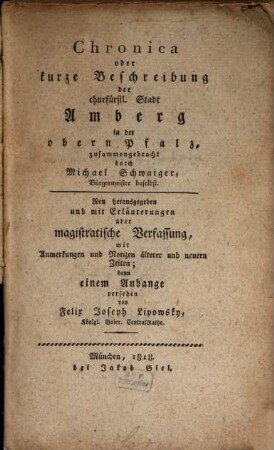 Chronica
oder
kurze Beschreibung
der
churfürstl. Stadt
Amberg
in der
obern Pfalz,
zusammengebracht
durch
Michael Schwaiger,
Bürgermeister daselbst.
Neu herausgegeben
und mit Erläuterungen
über
magistratische Verfassung,
mit
Anmerkungen und Notizen älterer und neuern
Zeiten;
dann
einem Anhange
versehen
von
Felix Joseph Lipowsky,
Königl. Baier. CentralRathe.
München, 1818.
bei Jakob Giel.